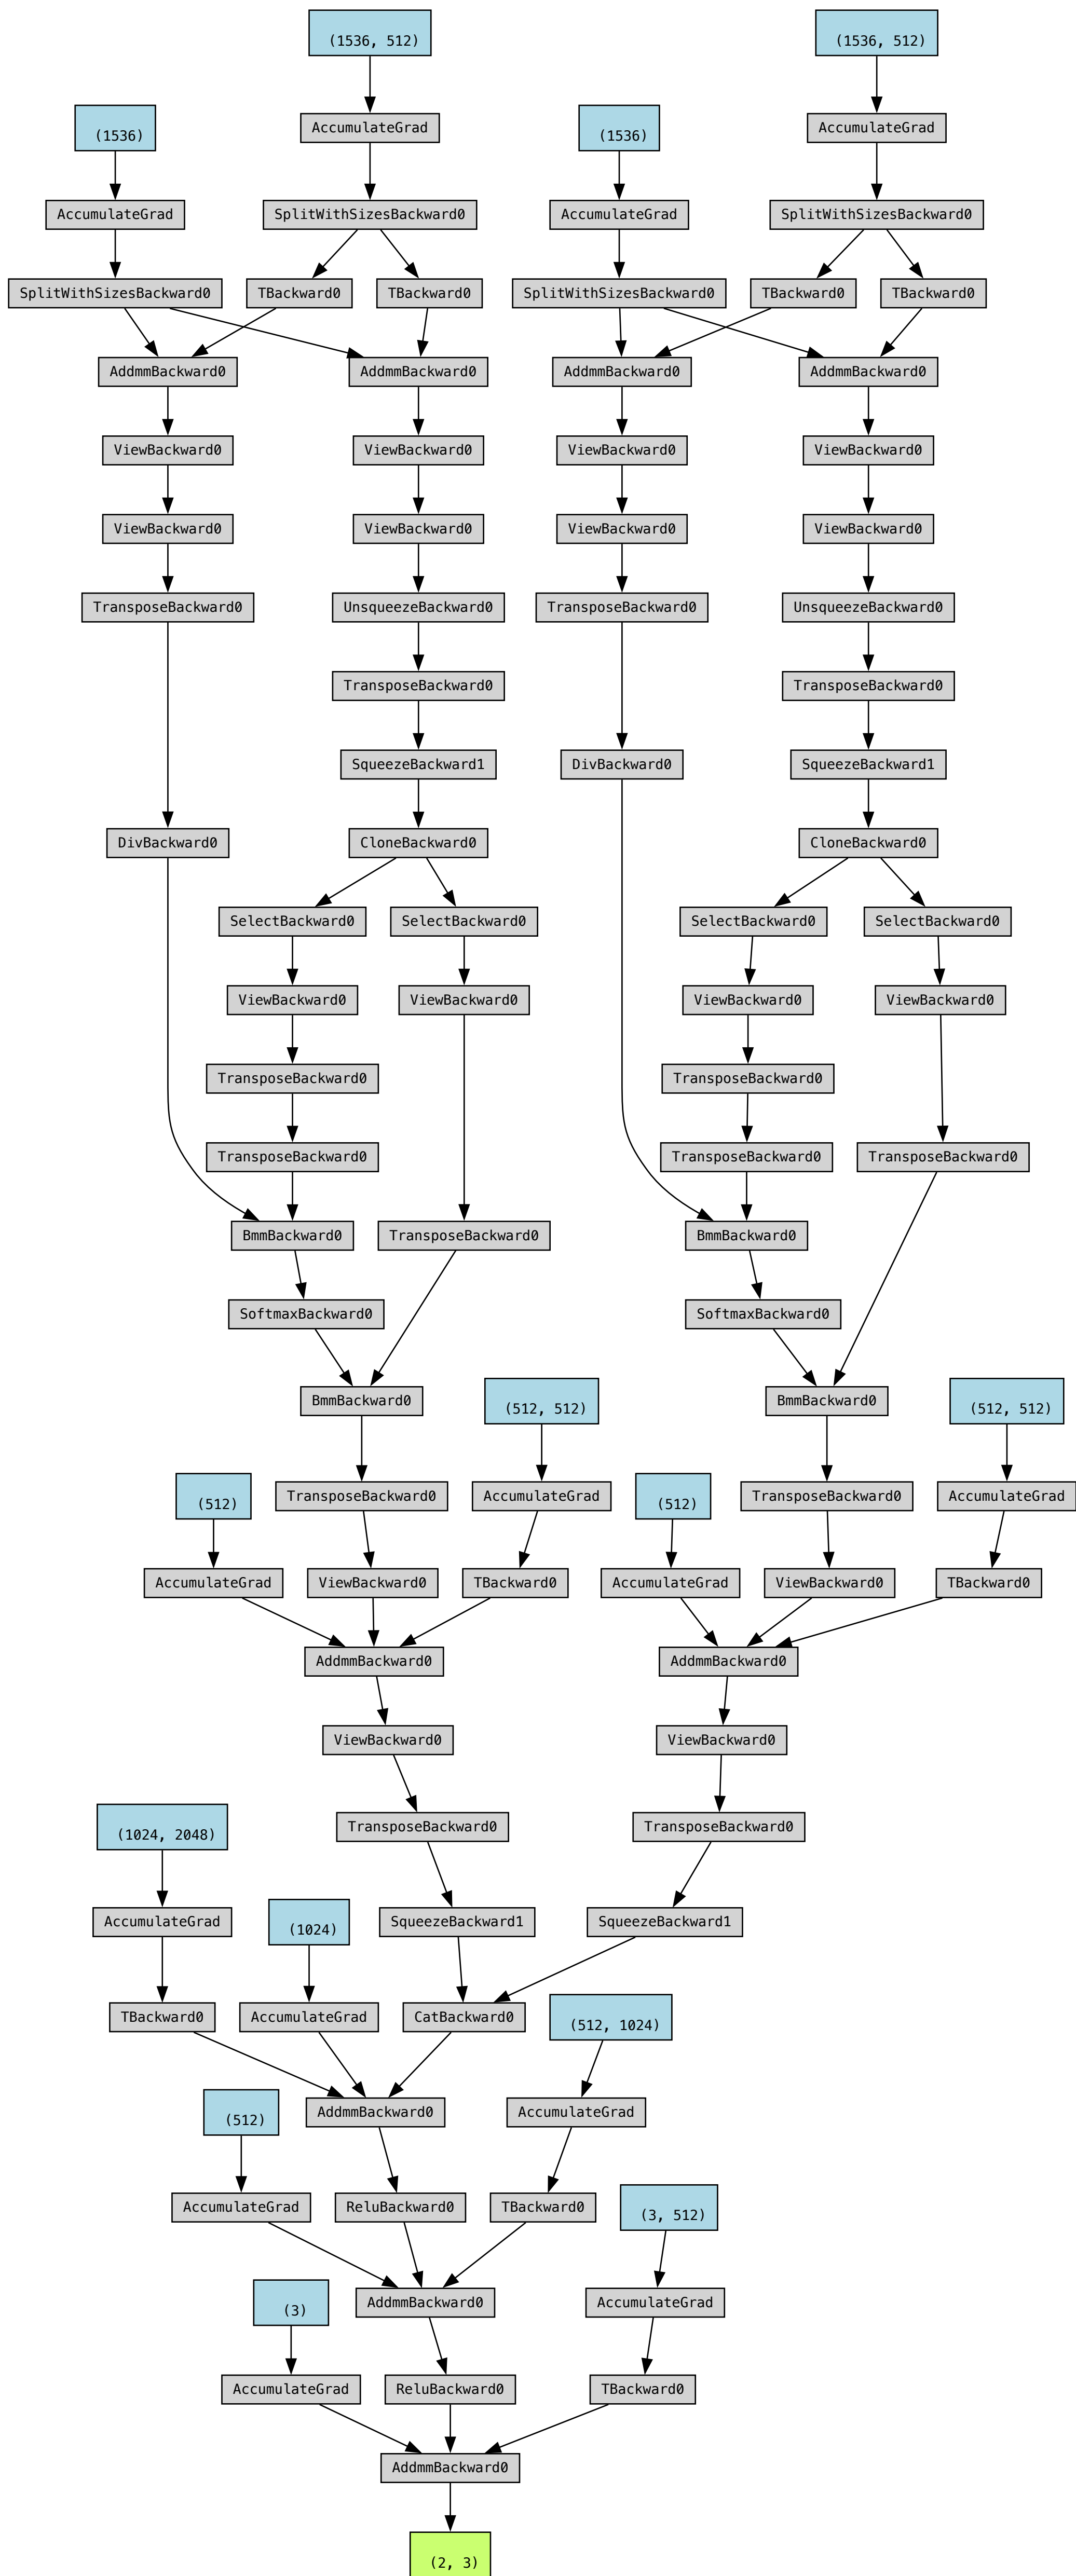 (1536, 512)
(1536, 512)
(1536)
AccumulateGrad
(1536)
AccumulateGrad
AccumulateGrad
SplitWithSizesBackward0
AccumulateGrad
SplitWithSizesBackward0
SplitWithSizesBackward0
TBackward0
TBackward0
SplitWithSizesBackward0
TBackward0
TBackward0
AddmmBackward0
AddmmBackward0
AddmmBackward0
AddmmBackward0
ViewBackward0
ViewBackward0
ViewBackward0
ViewBackward0
ViewBackward0
ViewBackward0
ViewBackward0
ViewBackward0
TransposeBackward0
UnsqueezeBackward0
TransposeBackward0
UnsqueezeBackward0
TransposeBackward0
TransposeBackward0
SqueezeBackward1
DivBackward0
SqueezeBackward1
DivBackward0
CloneBackward0
CloneBackward0
SelectBackward0
SelectBackward0
SelectBackward0
SelectBackward0
ViewBackward0
ViewBackward0
ViewBackward0
ViewBackward0
TransposeBackward0
TransposeBackward0
TransposeBackward0
TransposeBackward0
TransposeBackward0
BmmBackward0
TransposeBackward0
BmmBackward0
SoftmaxBackward0
SoftmaxBackward0
BmmBackward0
(512, 512)
BmmBackward0
(512, 512)
(512)
TransposeBackward0
AccumulateGrad
(512)
TransposeBackward0
AccumulateGrad
AccumulateGrad
ViewBackward0
TBackward0
AccumulateGrad
ViewBackward0
TBackward0
AddmmBackward0
AddmmBackward0
ViewBackward0
ViewBackward0
(1024, 2048)
TransposeBackward0
TransposeBackward0
AccumulateGrad
(1024)
SqueezeBackward1
SqueezeBackward1
TBackward0
AccumulateGrad
CatBackward0
(512, 1024)
(512)
AddmmBackward0
AccumulateGrad
AccumulateGrad
ReluBackward0
TBackward0
(3, 512)
(3)
AddmmBackward0
AccumulateGrad
AccumulateGrad
ReluBackward0
TBackward0
AddmmBackward0
(2, 3)